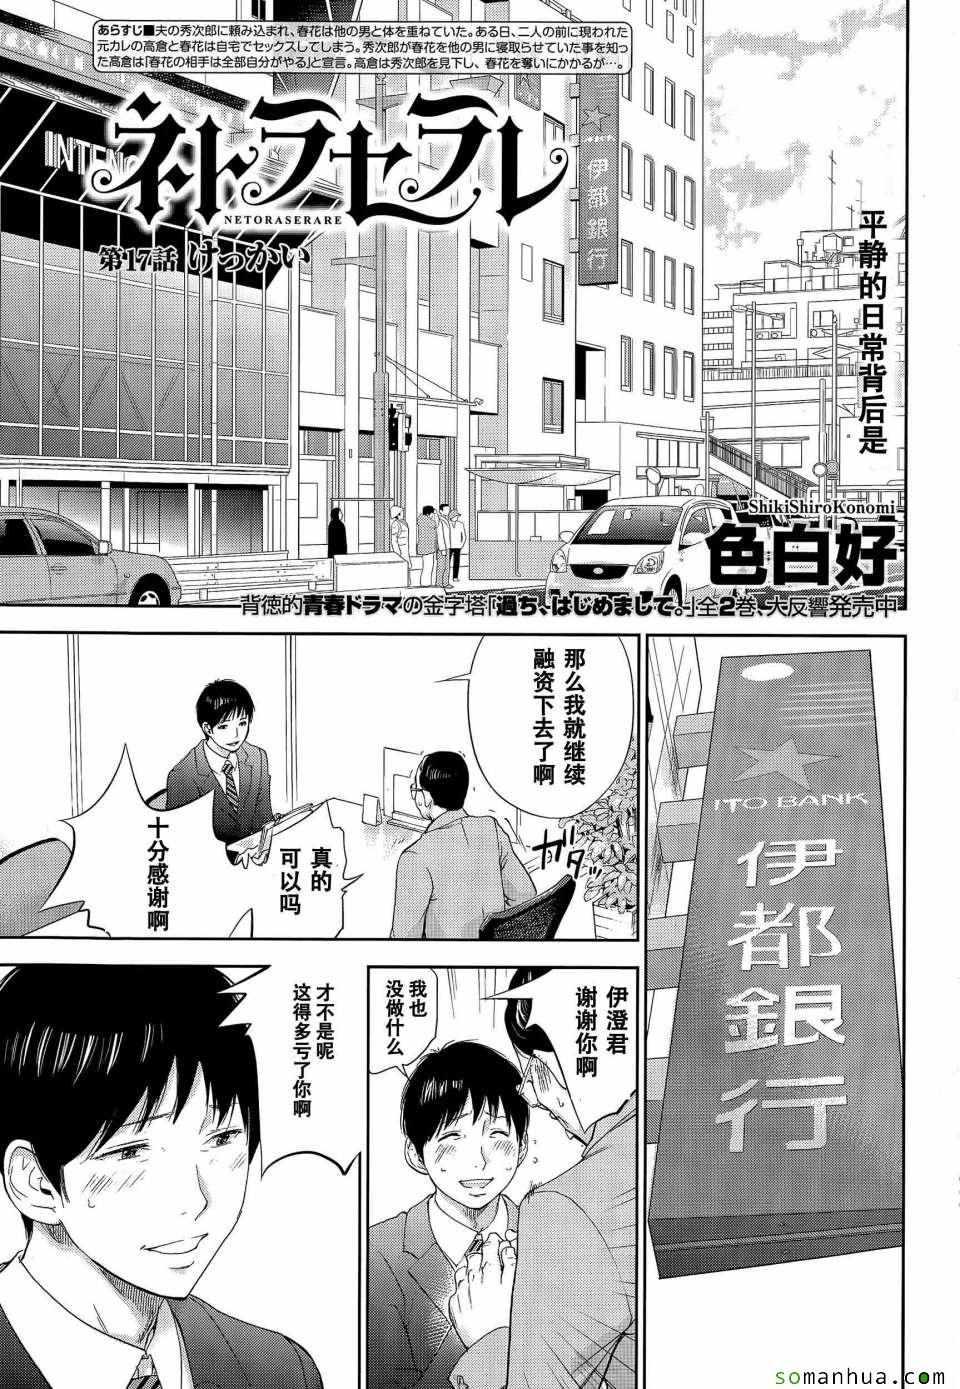 あらすじ■夫の秀次郎に頼み込まれ、春花は他の男と体を重ねていた。ある日、二人の前に現われた
元カレの高倉と春花は自宅でセックスしてしまう。秀次郎が春花を他の男に寝取らせていた事を知っ
た高倉は「春花の相手は全部自分がやる」と宣言。高倉は秀次郎を見下し、春花を奪いにかかるが…。
ネトラセラレ
NETORASERARE
第17話 けっかい
伊都銀行
平静的日常背后是
ShikiShiroKonomi
色白好
背徳的青春ドラマの金字塔「過ち、はじめまして。」全2巻、大反響発売中
ITO BANK
伊都銀行
那么我就继续
融资下去了啊
ガタ
真的
可以吗
十分感谢啊
伊澄君
谢谢你啊
我也
没做什么
才不是呢
这得多亏了你啊
somanhua.com